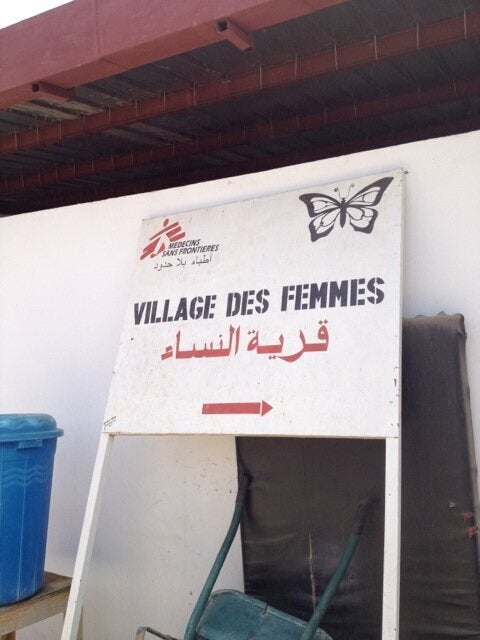 MEDECINS
SANS FRONTIERES
أطباء بلا حدود
VILLAGE DES FEMMES
قرية النساء